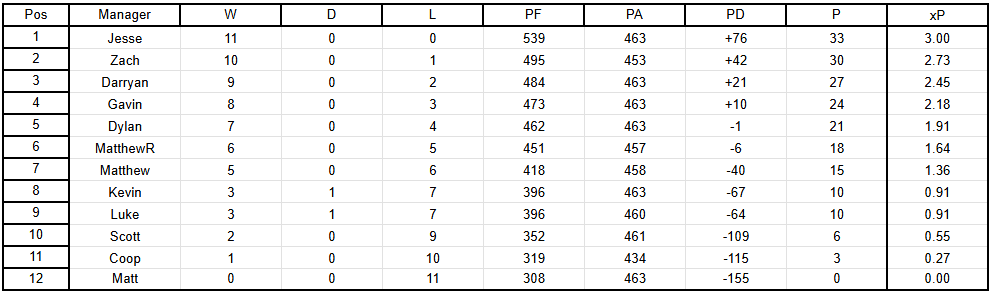 Pos Manager W D L PF PA PD P xP
1 Jesse 11 0 0 539 463 +76 33 3.00
2 Zach 10 0 1 495 453 +42 30 2.73
3 Darryan 9 0 2 484 463 +21 27 2.45
4 Gavin 8 0 3 473 463 +10 24 2.18
5 Dylan 7 0 4 462 463 -1 21 1.91
6 MatthewR 6 0 5 451 457 -6 18 1.64
7 Matthew 5 0 6 418 458 -40 15 1.36
8 Kevin 3 1 7 396 463 -67 10 0.91
9 Luke 3 1 7 396 460 -64 10 0.91
10 Scott 2 0 9 352 461 -109 6 0.55
11 Coop 1 0 10 319 434 -115 3 0.27
12 Matt 0 0 11 308 463 -155 0 0.00